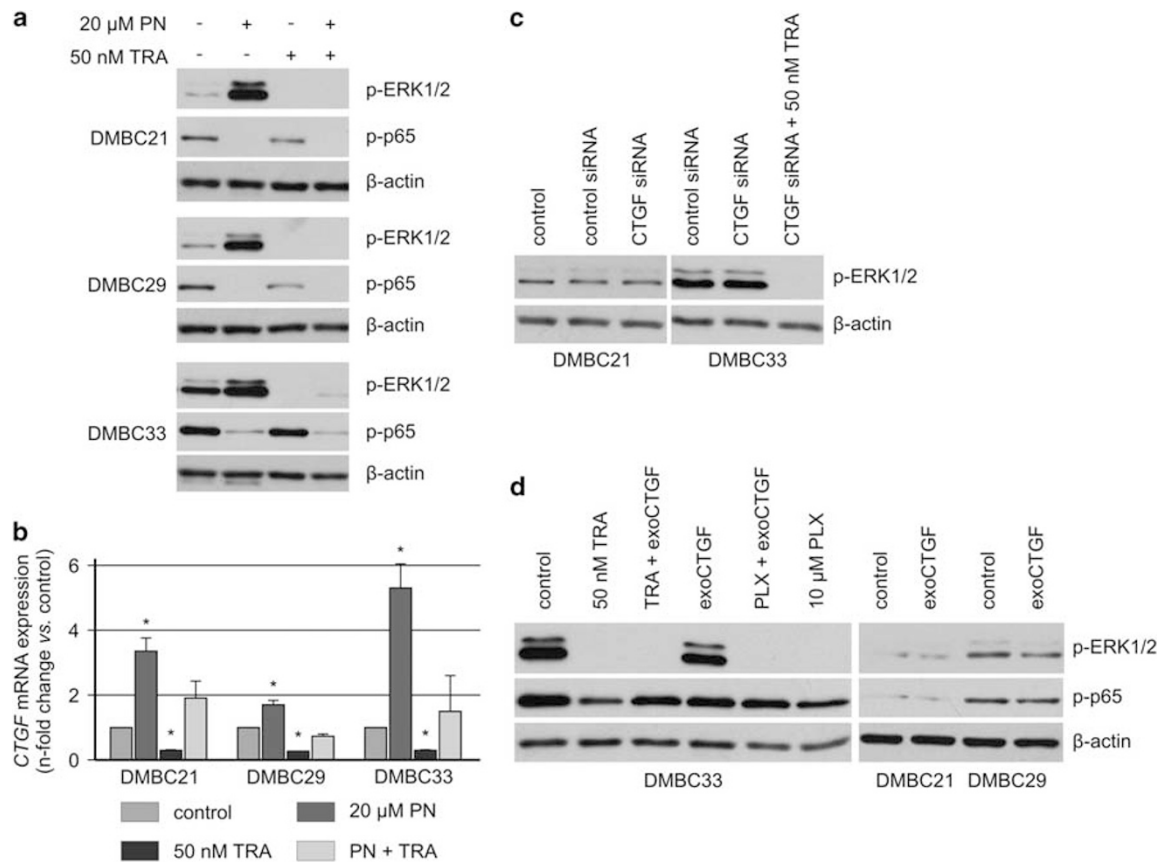 a
20 µM PN - + - +
50 nM TRA - - + +
p-ERK1/2
DMBC21 p-p65
β-actin
p-ERK1/2
DMBC29 p-p65
β-actin
p-ERK1/2
DMBC33 p-p65
β-actin
b
CTGF mRNA expression
(n-fold change vs. control)
6
4
2
0
* * * * * *
DMBC21 DMBC29 DMBC33
control 20 µM PN
50 nM TRA PN + TRA
c
control
control siRNA
CTGF siRNA
control siRNA
CTGF siRNA
CTGF siRNA + 50 nM TRA
p-ERK1/2
β-actin
DMBC21 DMBC33
d
control
50 nM TRA
TRA + exoCTGF
exoCTGF
PLX + exoCTGF
10 µM PLX
control
exoCTGF
control
exoCTGF
p-ERK1/2
p-p65
β-actin
DMBC33 DMBC21 DMBC29